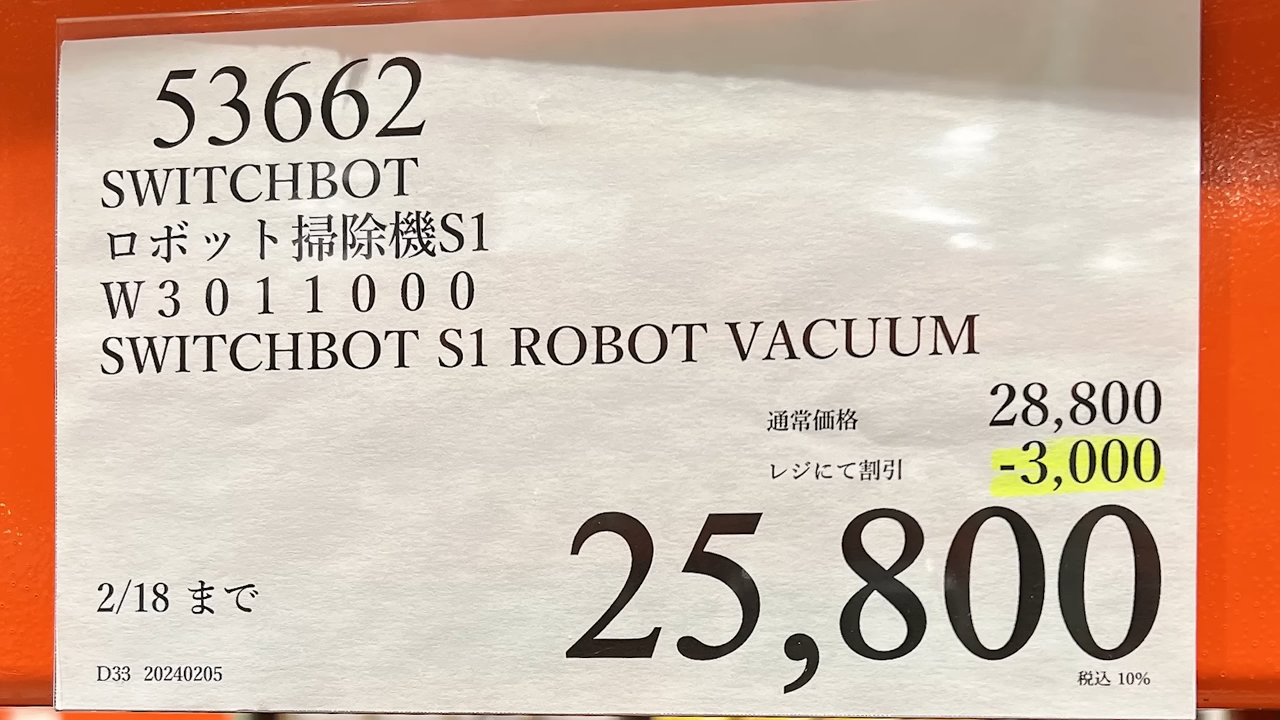 53662
SWITCHBOT
ロボット掃除機S1
W3011000
SWITCHBOT S1 ROBOT VACUUM
通常価格 28,800
レジにて割引 -3,000
25,800
2/18 まで
D33 20240205
税込 10%